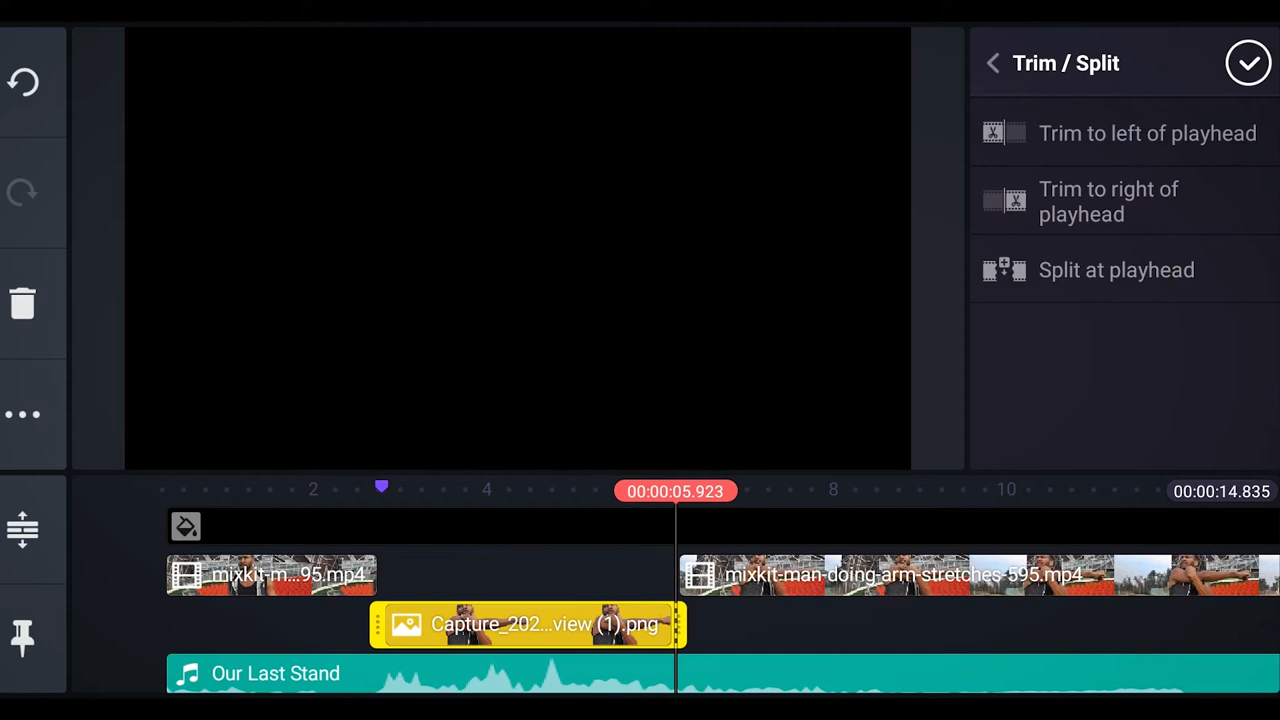 Trim / Split
Trim to left of playhead
Trim to right of
playhead
Split at playhead
2
4
00:00:05.923
8
10
00:00:14.835
mixkit-m...95.mp4
mixkit-man-doing-arm-stretches-595.mp4
Capture_202...view (1).png
Our Last Stand